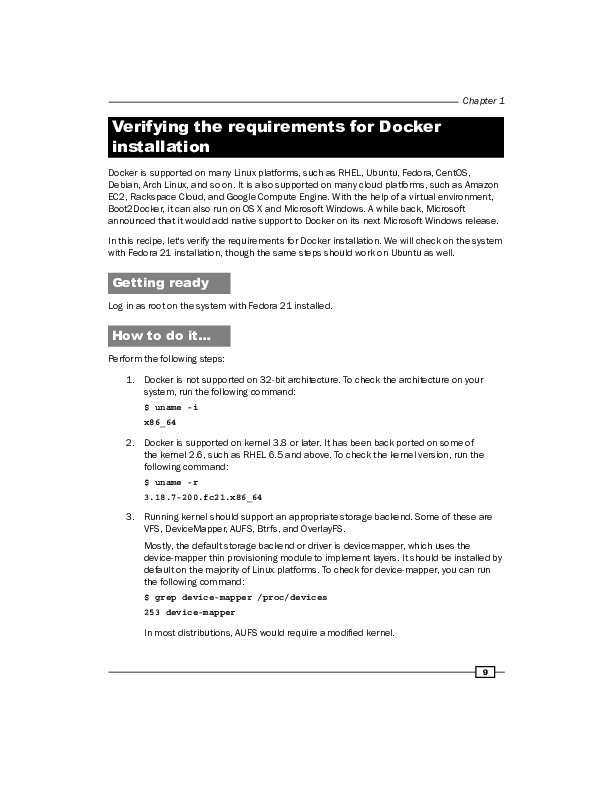 Chapter 1
Verifying the requirements for Docker
installation
Docker is supported on many Linux platforms, such as RHEL, Ubuntu, Fedora, CentOS,
Debian, Arch Linux, and so on. It is also supported on many cloud platforms, such as Amazon
EC2, Rackspace Cloud, and Google Compute Engine. With the help of a virtual environment,
Boot2Docker, it can also run on OS X and Microsoft Windows. A while back, Microsoft
announced that it would add native support to Docker on its next Microsoft Windows release.
In this recipe, let's verify the requirements for Docker installation. We will check on the system
with Fedora 21 installation, though the same steps should work on Ubuntu as well.
Getting ready
Log in as root on the system with Fedora 21 installed.
How to do it...
Perform the following steps:
1. Docker is not supported on 32-bit architecture. To check the architecture on your
system, run the following command:
$ uname -i
x86_64
2. Docker is supported on kernel 3.8 or later. It has been back ported on some of
the kernel 2.6, such as RHEL 6.5 and above. To check the kernel version, run the
following command:
$ uname -r
3.18.7-200.fc21.x86_64
3. Running kernel should support an appropriate storage backend. Some of these are
VFS, DeviceMapper, AUFS, Btrfs, and OverlayFS.
Mostly, the default storage backend or driver is devicemapper, which uses the
device-mapper thin provisioning module to implement layers. It should be installed by
default on the majority of Linux platforms. To check for device-mapper, you can run
the following command:
$ grep device-mapper /proc/devices
253 device-mapper
In most distributions, AUFS would require a modified kernel.
9